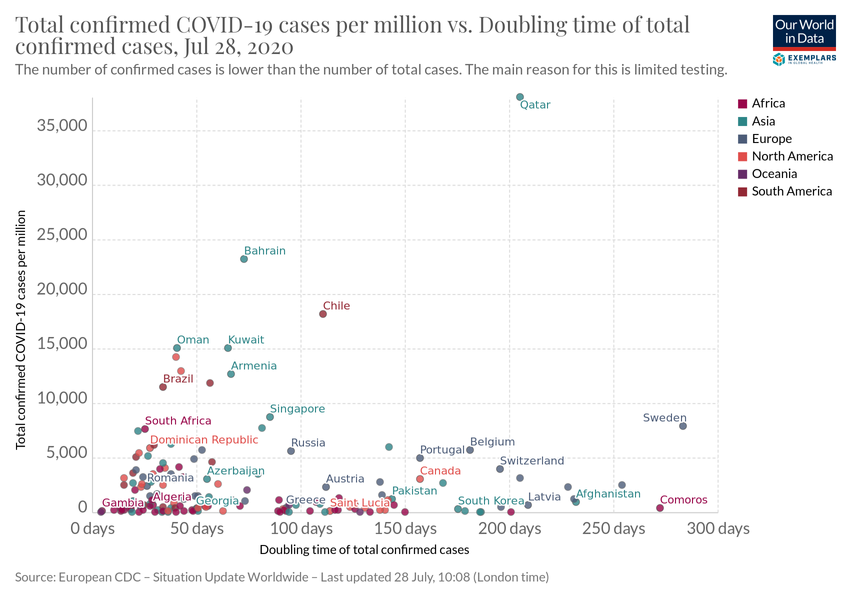 Total confirmed COVID-19 cases per million vs. Doubling time of total
confirmed cases, Jul 28, 2020
The number of confirmed cases is lower than the number of total cases. The main reason for this is limited testing.
Our World
in Data
EXEMPLARS
IN GLOBAL HEALTH
Africa
Asia
Europe
North America
Oceania
South America
Total confirmed COVID-19 cases per million
35,000
30,000
25,000
20,000
15,000
10,000
5,000
0
Qatar
Bahrain
Chile
Oman
Kuwait
Armenia
Brazil
Singapore
South Africa
Sweden
Dominican Republic
Russia
Portugal
Belgium
Switzerland
Azerbaijan
Canada
Romania
Austria
Pakistan
Afghanistan
Gambia
Algeria
Georgia
Greece
Saint Lucia
South Korea
Latvia
Comoros
0 days
50 days
100 days
150 days
200 days
250 days
300 days
Doubling time of total confirmed cases
Source: European CDC – Situation Update Worldwide – Last updated 28 July, 10:08 (London time)